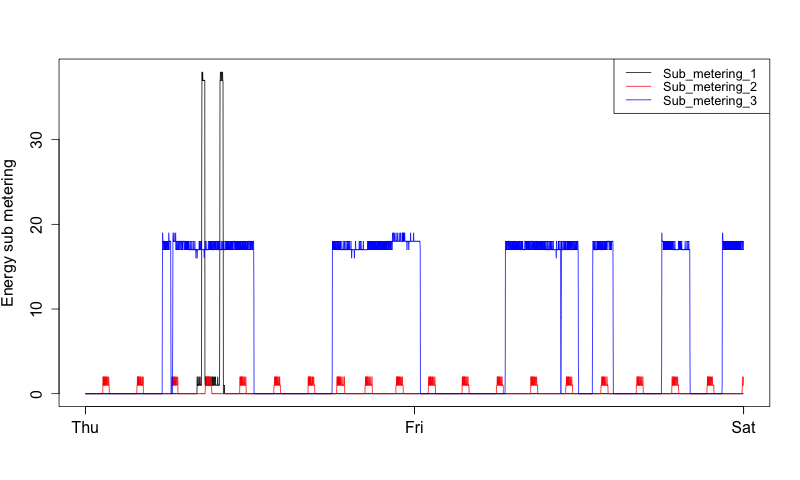 Sub_metering_1
Sub_metering_2
Sub_metering_3
Energy sub metering
30
20
10
0
Thu Fri Sat